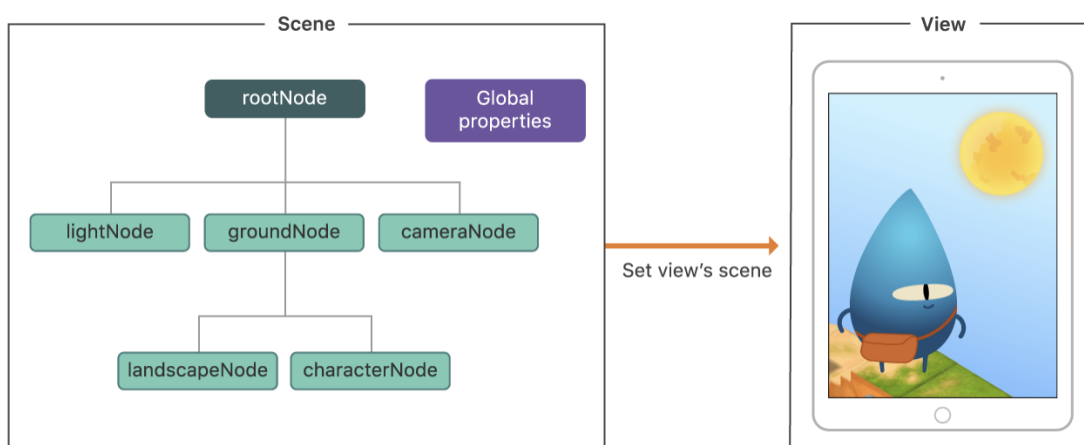 Scene
View
rootNode
Global
properties
lightNode
groundNode
cameraNode
Set view’s scene
landscapeNode
characterNode